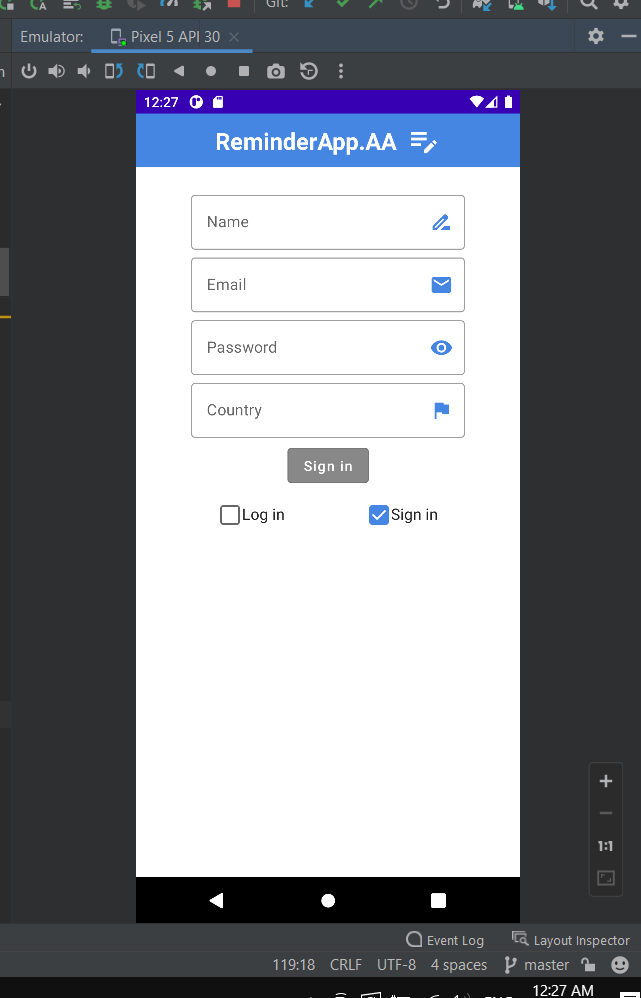 Git:
Emulator: Pixel 5 API 30
12:27
ReminderApp.AA
Name
Email
Password
Country
Sign in
Log in Sign in
1:1
Event Log Layout Inspector
119:18 CRLF UTF-8 4 spaces master
12:27 AM